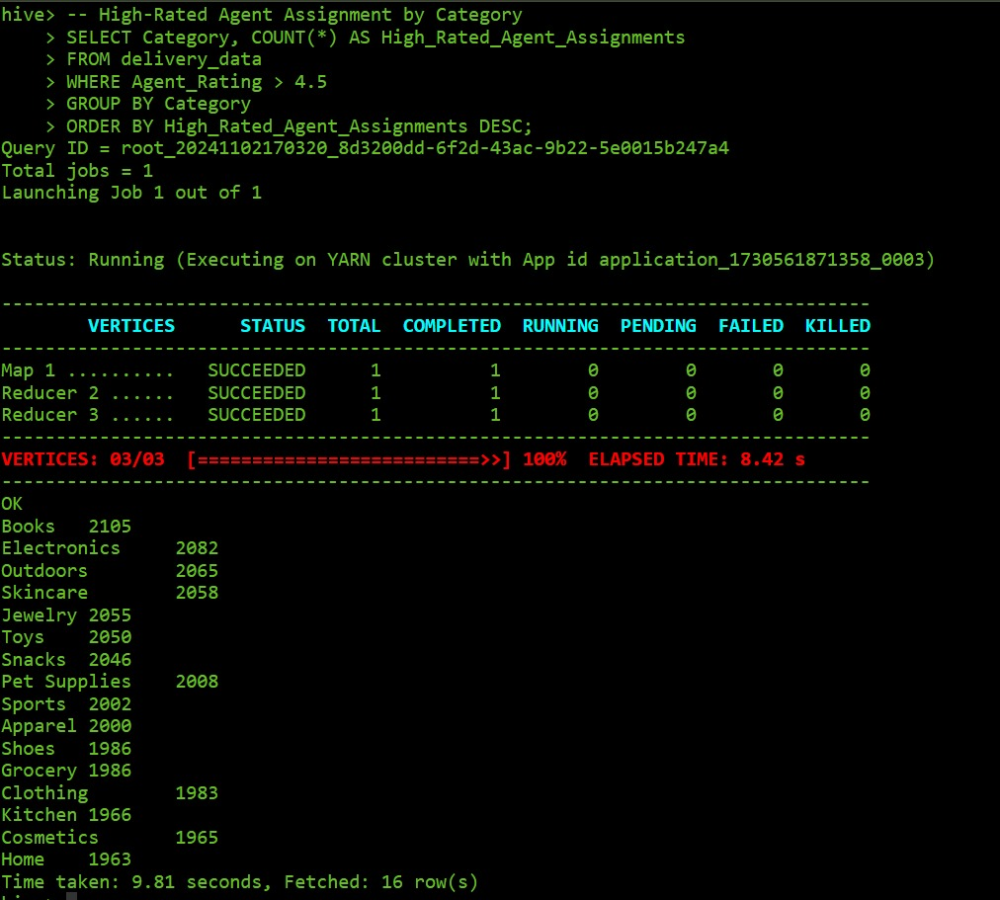 hive> -- High-Rated Agent Assignment by Category
    > SELECT Category, COUNT(*) AS High_Rated_Agent_Assignments
    > FROM delivery_data
    > WHERE Agent_Rating > 4.5
    > GROUP BY Category
    > ORDER BY High_Rated_Agent_Assignments DESC;
Query ID = root_20241102170320_8d3200dd-6f2d-43ac-9b22-5e0015b247a4
Total jobs = 1
Launching Job 1 out of 1
Status: Running (Executing on YARN cluster with App id application_1730561871358_0003)
--------------------------------------------------------------------------------
        VERTICES      STATUS  TOTAL  COMPLETED  RUNNING  PENDING  FAILED  KILLED
--------------------------------------------------------------------------------
Map 1 ..........   SUCCEEDED      1          1        0        0       0       0
Reducer 2 ......   SUCCEEDED      1          1        0        0       0       0
Reducer 3 ......   SUCCEEDED      1          1        0        0       0       0
--------------------------------------------------------------------------------
VERTICES: 03/03  [==========================>>] 100%  ELAPSED TIME: 8.42 s
--------------------------------------------------------------------------------
OK
Books	2105
Electronics	2082
Outdoors	2065
Skincare	2058
Jewelry	2055
Toys	2050
Snacks	2046
Pet Supplies	2008
Sports	2002
Apparel	2000
Shoes	1986
Grocery	1986
Clothing	1983
Kitchen	1966
Cosmetics	1965
Home	1963
Time taken: 9.81 seconds, Fetched: 16 row(s)